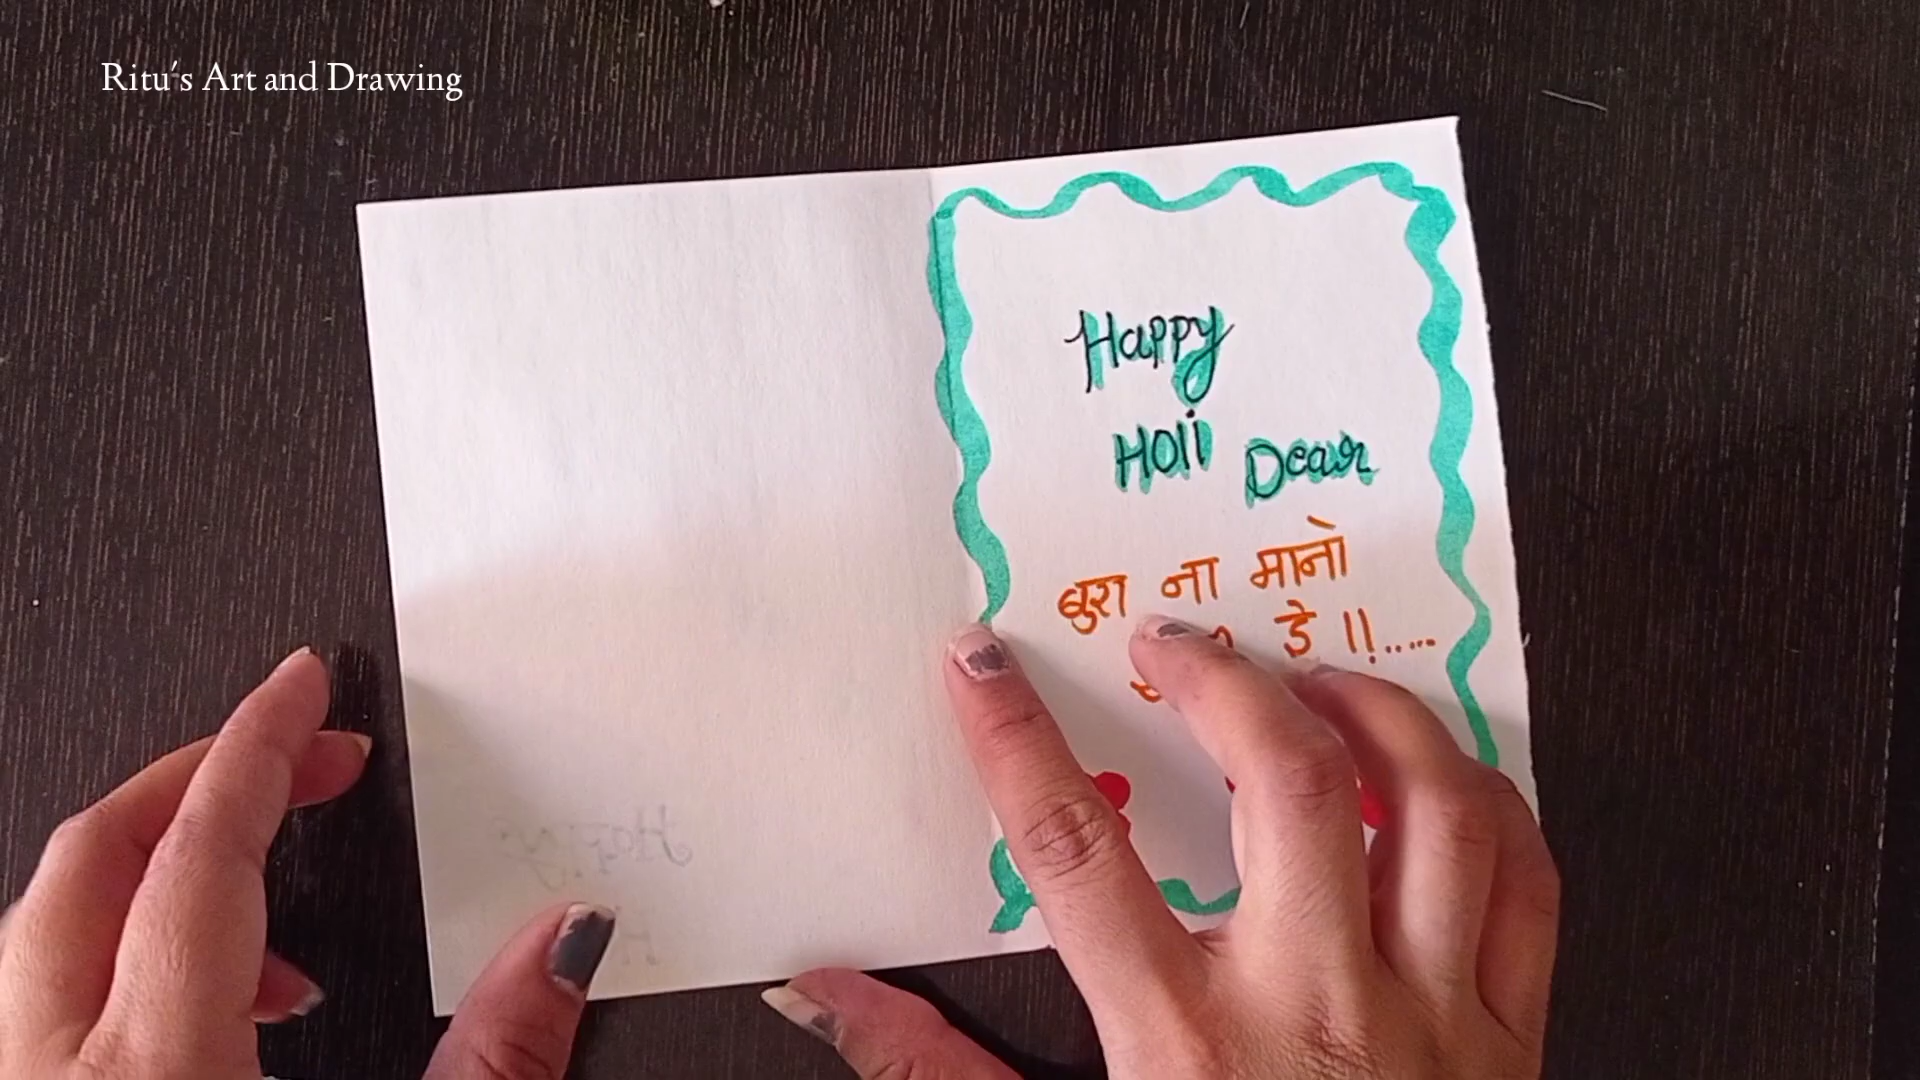 Ritu's Art and Drawing
Happy
Holi Dear
बुरा ना मानो
डे !!.....